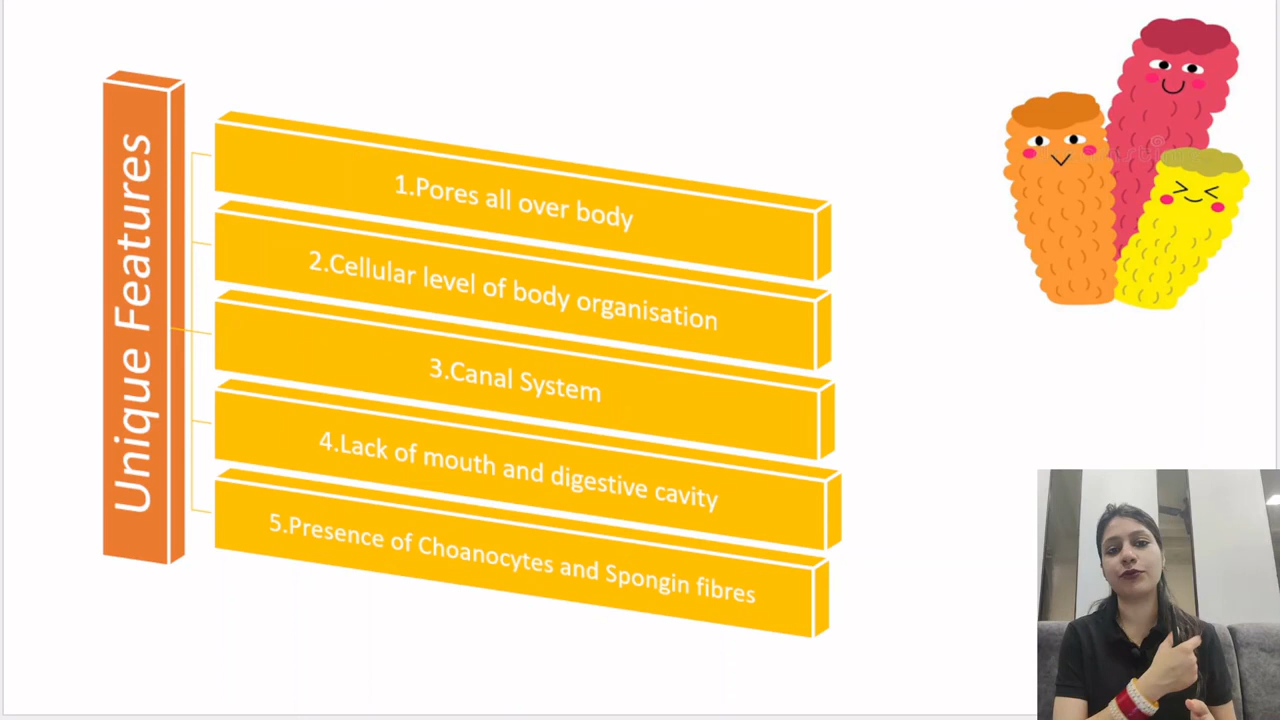 Unique Features
1.Pores all over body
2.Cellular level of body organisation
3.Canal System
4.Lack of mouth and digestive cavity
5.Presence of Choanocytes and Spongin fibres